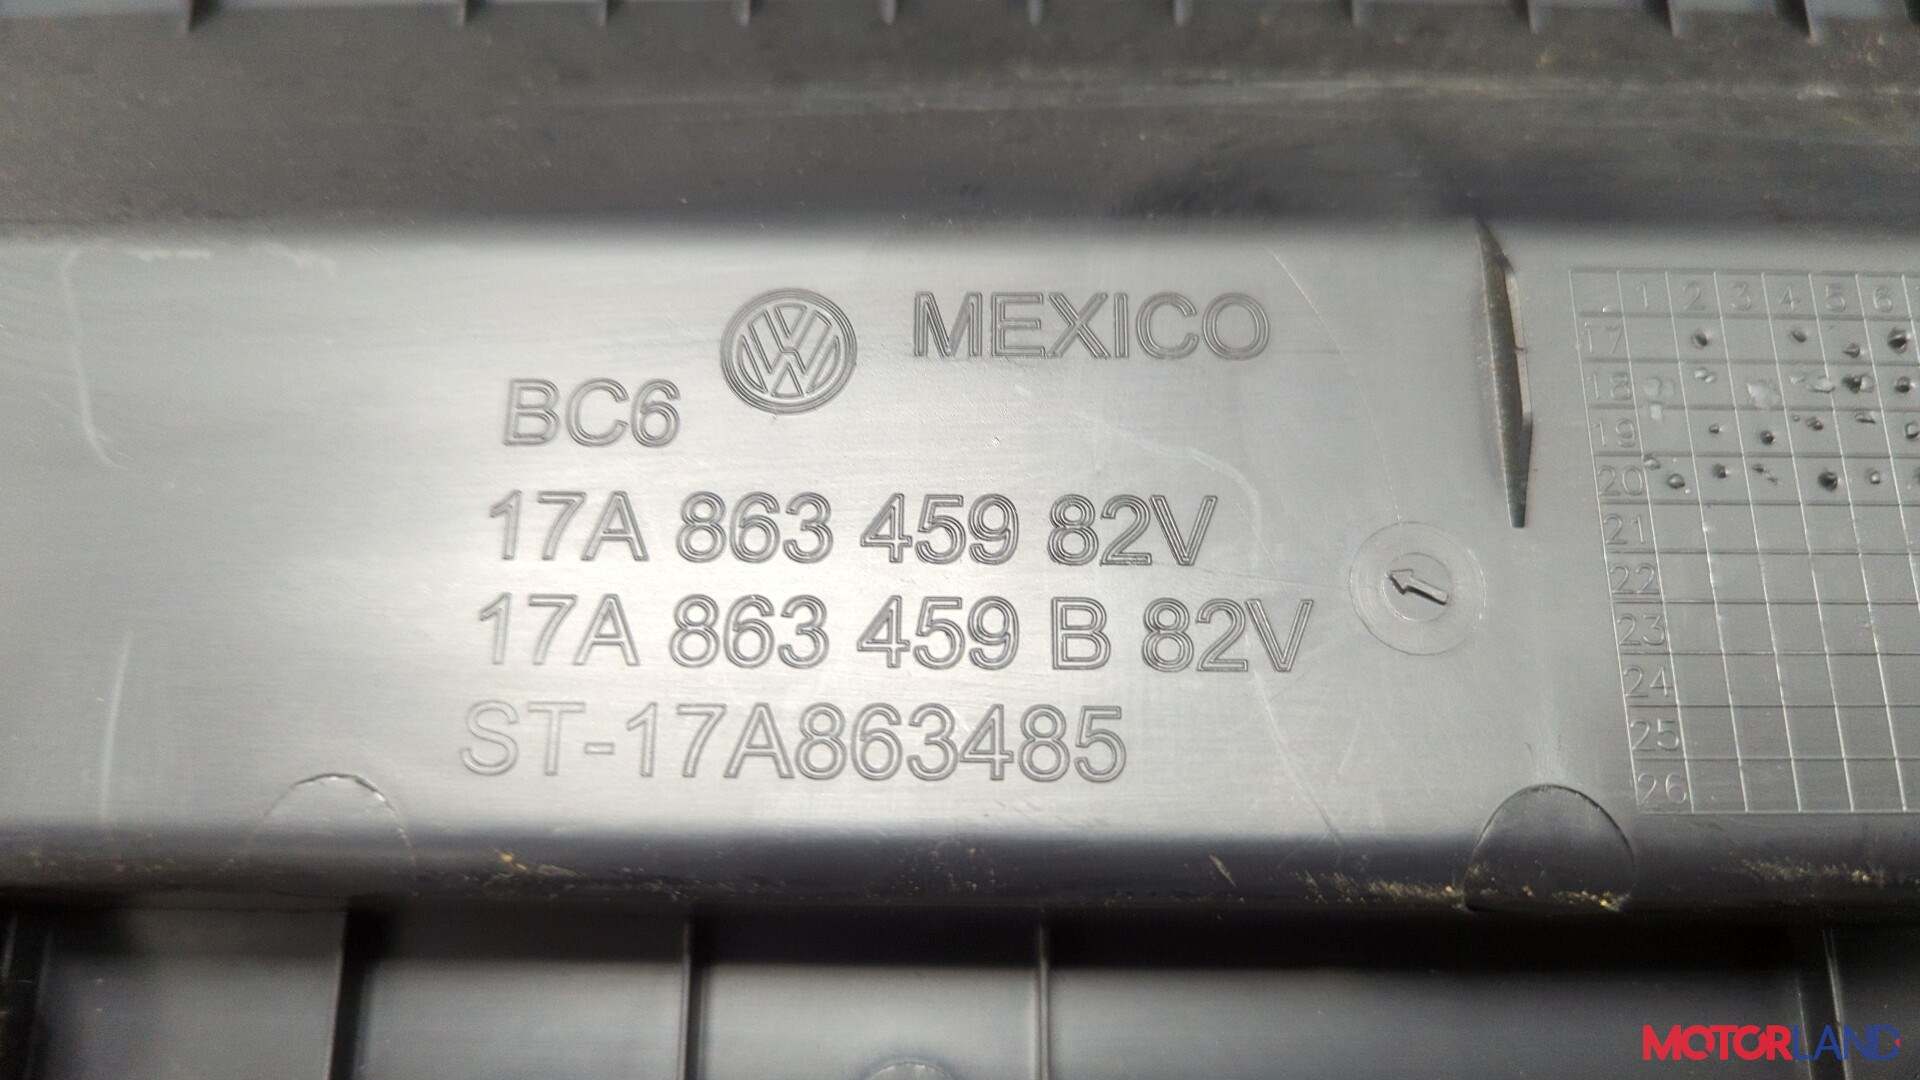 MEXICO
BC6
17A 863 459 82V
17A 863 459 B 82V
ST-17A863485
1 2 3 4 5 6
17
18
19
20
21
22
23
24
25
26
MOTORLAND